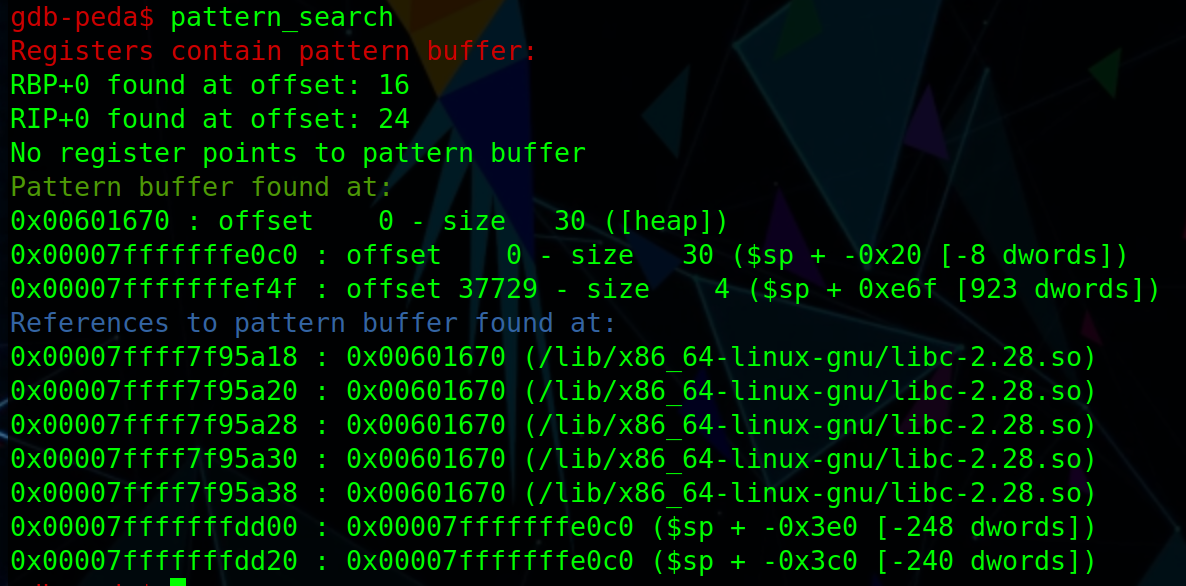 gdb-peda$ pattern_search
Registers contain pattern buffer:
RBP+0 found at offset: 16
RIP+0 found at offset: 24
No register points to pattern buffer
Pattern buffer found at:
0x00601670 : offset    0 - size   30 ([heap])
0x00007fffffffe0c0 : offset    0 - size   30 ($sp + -0x20 [-8 dwords])
0x00007fffffffef4f : offset 37729 - size    4 ($sp + 0xe6f [923 dwords])
References to pattern buffer found at:
0x00007ffff7f95a18 : 0x00601670 (/lib/x86_64-linux-gnu/libc-2.28.so)
0x00007ffff7f95a20 : 0x00601670 (/lib/x86_64-linux-gnu/libc-2.28.so)
0x00007ffff7f95a28 : 0x00601670 (/lib/x86_64-linux-gnu/libc-2.28.so)
0x00007ffff7f95a30 : 0x00601670 (/lib/x86_64-linux-gnu/libc-2.28.so)
0x00007ffff7f95a38 : 0x00601670 (/lib/x86_64-linux-gnu/libc-2.28.so)
0x00007fffffffdd00 : 0x00007fffffffe0c0 ($sp + -0x3e0 [-248 dwords])
0x00007fffffffdd20 : 0x00007fffffffe0c0 ($sp + -0x3c0 [-240 dwords])